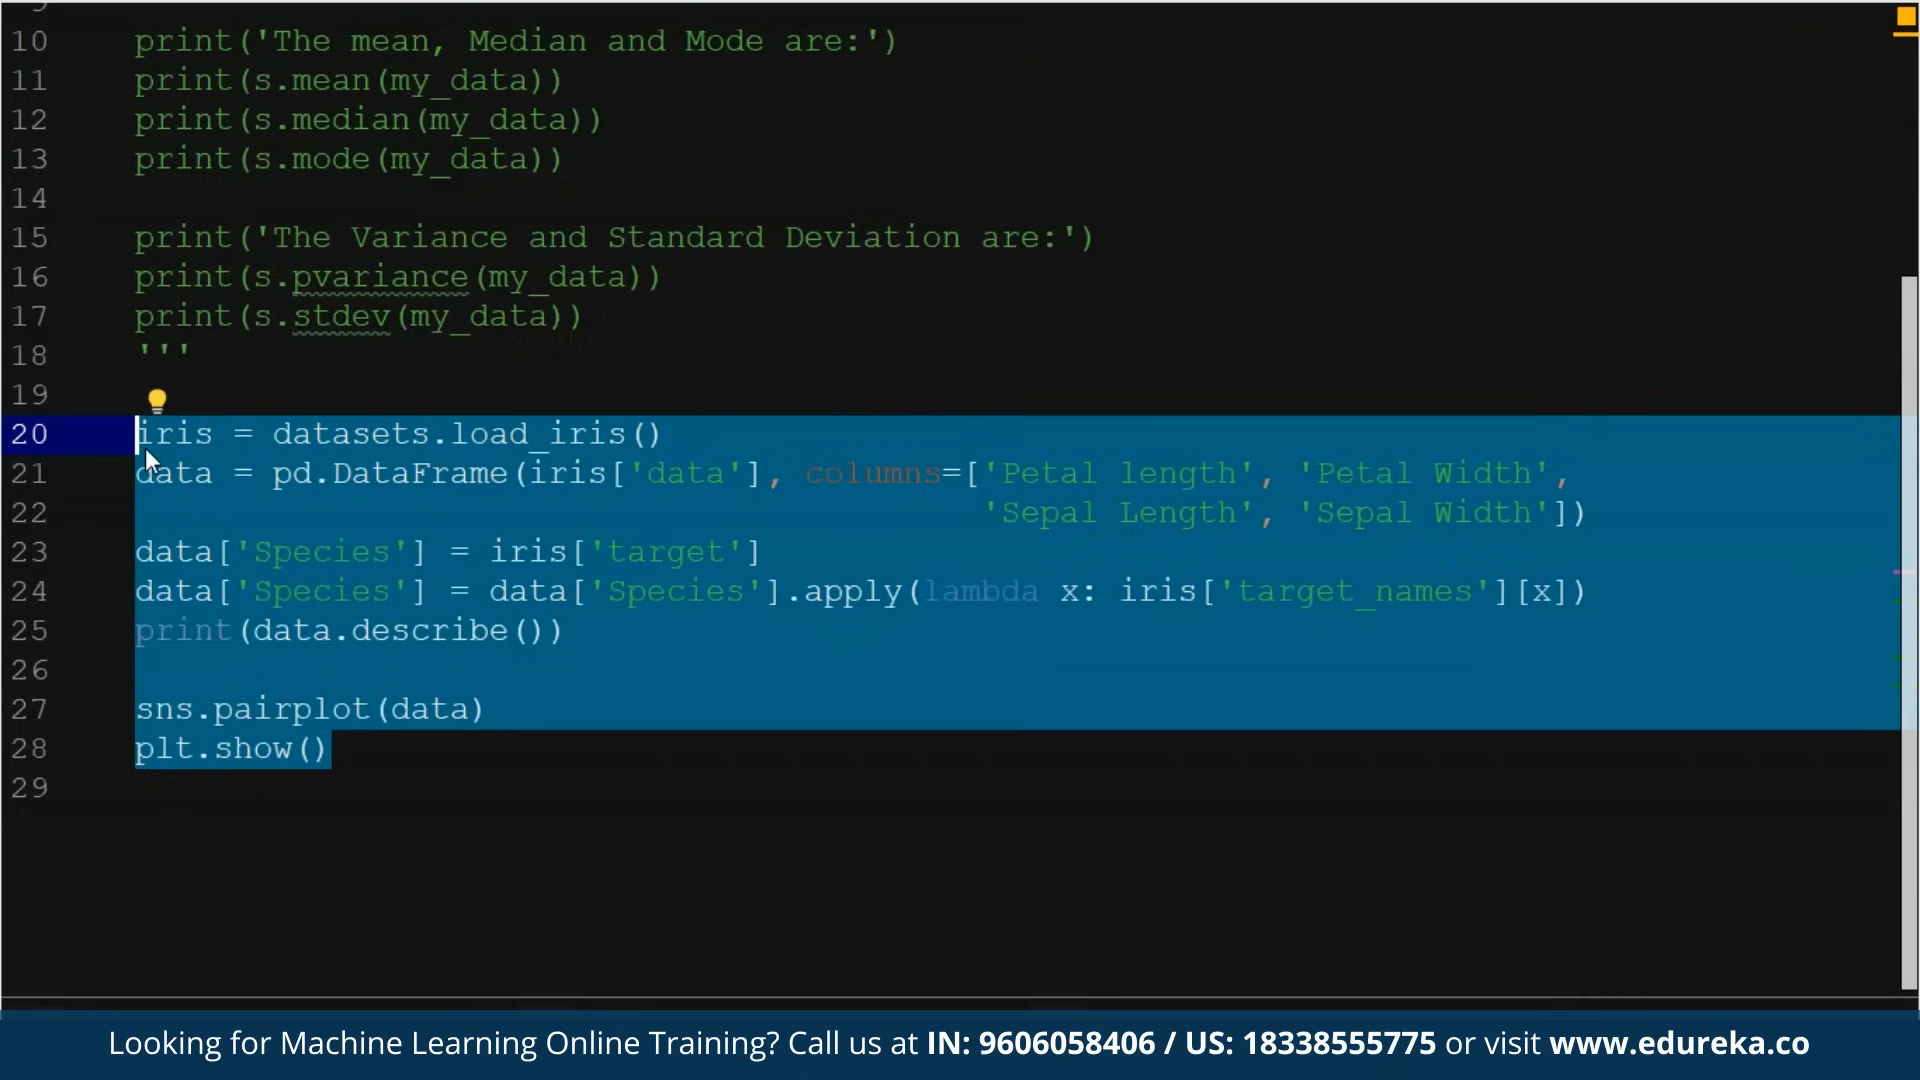 10 print('The mean, Median and Mode are:')
11 print(s.mean(my_data))
12 print(s.median(my_data))
13 print(s.mode(my_data))
14
15 print('The Variance and Standard Deviation are:')
16 print(s.pvariance(my_data))
17 print(s.stdev(my_data))
18 '''
19
20 iris = datasets.load_iris()
21 data = pd.DataFrame(iris['data'], columns=['Petal length', 'Petal Width',
22 'Sepal Length', 'Sepal Width'])
23 data['Species'] = iris['target']
24 data['Species'] = data['Species'].apply(lambda x: iris['target_names'][x])
25 print(data.describe())
26
27 sns.pairplot(data)
28 plt.show()
29
Looking for Machine Learning Online Training? Call us at IN: 9606058406 / US: 18338555775 or visit www.edureka.co